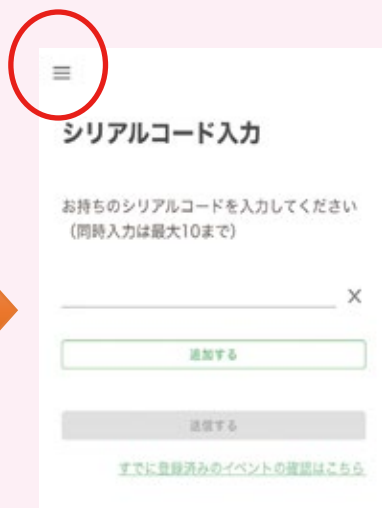 シリアルコード入力
お持ちのシリアルコードを入力してください
（同時入力は最大10まで）
追加する
送信する
すでに登録済みのイベントの確認はこちら